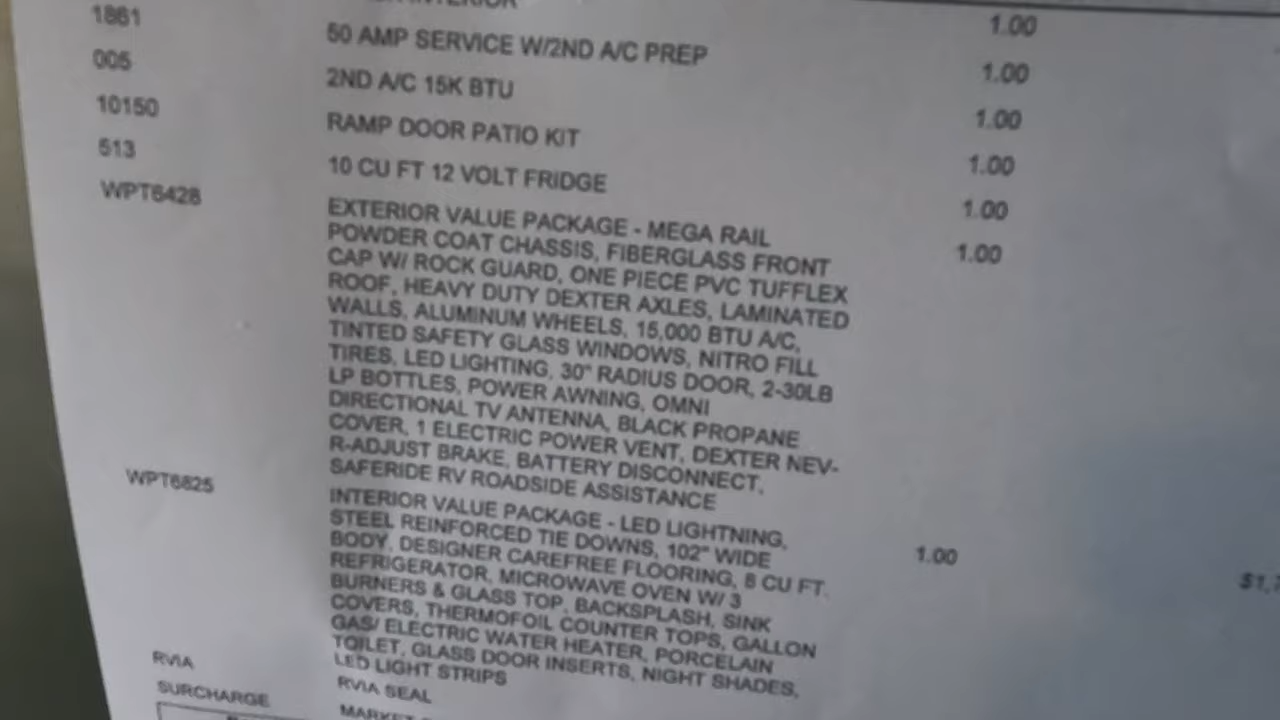 INTERIOR 1.00
1861 50 AMP SERVICE W/2ND A/C PREP 1.00
005 2ND A/C 15K BTU 1.00
10150 RAMP DOOR PATIO KIT 1.00
513 10 CU FT 12 VOLT FRIDGE 1.00
WPT6428 EXTERIOR VALUE PACKAGE - MEGA RAIL 1.00
POWDER COAT CHASSIS, FIBERGLASS FRONT
CAP W/ ROCK GUARD, ONE PIECE PVC TUFFLEX
ROOF, HEAVY DUTY DEXTER AXLES, LAMINATED
WALLS, ALUMINUM WHEELS, 15,000 BTU A/C,
TINTED SAFETY GLASS WINDOWS, NITRO FILL
TIRES, LED LIGHTING, 30" RADIUS DOOR, 2-30LB
LP BOTTLES, POWER AWNING, OMNI
DIRECTIONAL TV ANTENNA, BLACK PROPANE
COVER, 1 ELECTRIC POWER VENT, DEXTER NEV-
R-ADJUST BRAKE, BATTERY DISCONNECT,
SAFERIDE RV ROADSIDE ASSISTANCE
WPT6825 INTERIOR VALUE PACKAGE - LED LIGHTNING, 1.00
STEEL REINFORCED TIE DOWNS, 102" WIDE
BODY, DESIGNER CAREFREE FLOORING, 8 CU FT.
REFRIGERATOR, MICROWAVE OVEN W/ 3
BURNERS & GLASS TOP, BACKSPLASH, SINK
COVERS, THERMOFOIL COUNTER TOPS, GALLON
GAS/ ELECTRIC WATER HEATER, PORCELAIN
TOILET, GLASS DOOR INSERTS, NIGHT SHADES,
LED LIGHT STRIPS
RVIA RVIA SEAL
SURCHARGE MARKET